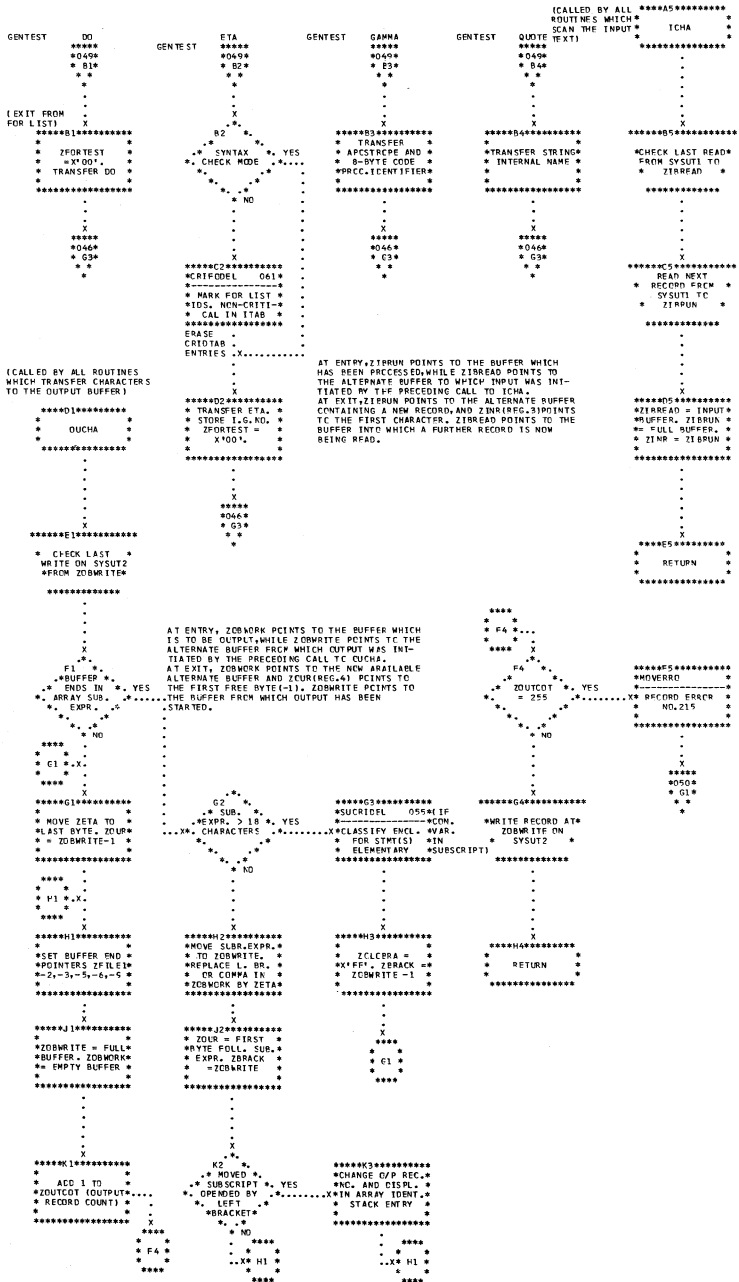 (CALLED BY ALL ****A5*********
ROUTINES WHICH * ICHA *
SCAN THE INPUT
TEXT)
GENTEST DO
*049*
* B1*
GENTEST ETA
*049*
* B2*
GENTEST GAMMA
*049*
* B3*
GENTEST QUOTE
*049*
* B4*
(EXIT FROM
FOR LIST)
*****B1**********
* ZFORTEST *
* =X'00'. *
* TRANSFER DO *
*046*
* G3*
B2
.* SYNTAX *. YES
*. CHECK MODE .*....
* NO
*****C2**********
*CRIFODEL 061*
*---------------*
* MARK FOR LIST *
*IDS. NON-CRITI-*
* CAL IN ITAB *
ERASE
CRIDTAB
ENTRIES .X...........
*****D2**********
* TRANSFER ETA. *
* STORE I.G.NO. *
* ZFORTEST = *
* X'00'. *
*046*
* G3*
*****B3**********
* TRANSFER *
* APOSTROPE AND *
* 8-BYTE CODE *
*PROC.IDENTIFIER*
*046*
* G3*
*****B4**********
*TRANSFER STRING*
* INTERNAL NAME *
*046*
* G3*
*****B5**********
*CHECK LAST READ*
* FROM SYSUT1 TO *
* ZIBREAD *
*****C5**********
READ NEXT
* RECORD FROM *
* SYSUT1 TO *
* ZIBRUN *
*****D5**********
*ZIBREAD = INPUT*
*BUFFER. ZIBRUN *
*= FULL BUFFER. *
* ZINR = ZIBRUN *
****E5*********
* RETURN *
AT ENTRY,ZIBRUN POINTS TO THE BUFFER WHICH
HAS BEEN PROCESSED,WHILE ZIBREAD POINTS TO
THE ALTERNATE BUFFER TO WHICH INPUT WAS INI-
TIATED BY THE PRECEDING CALL TO ICHA.
AT EXIT,ZIBRUN POINTS TO THE ALTERNATE BUFFER
CONTAINING A NEW RECORD,AND ZINR(REG.3)POINTS
TO THE FIRST CHARACTER. ZIBREAD POINTS TO THE
BUFFER INTO WHICH A FURTHER RECORD IS NOW
BEING READ.
(CALLED BY ALL ROUTINES
WHICH TRANSFER CHARACTERS
TO THE OUTPUT BUFFER)
****D1*********
* OUCHA *
*****E1***********
* CHECK LAST *
WRITE ON SYSUT2
*FROM ZOBWRITE*
AT ENTRY, ZOBWORK POINTS TO THE BUFFER WHICH
IS TO BE OUTPUT,WHILE ZOBWRITE POINTS TO THE
ALTERNATE BUFFER FROM WHICH OUTPUT WAS INI-
TIATED BY THE PRECEDING CALL TO OUCHA.
AT EXIT, ZOBWORK POINTS TO THE NOW ARAILABLE
ALTERNATE BUFFER AND ZOUR(REG.4) POINTS TO
THE FIRST FREE BYTE(-1). ZOBWRITE POINTS TO
THE BUFFER FROM WHICH OUTPUT HAS BEEN
STARTED.
F1
.*BUFFER *.
.* ENDS IN *. YES
*. ARRAY SUB. .*
*. EXPR. .*
* NO
* G1 *.X.
*****G1**********
* MOVE ZETA TO *
*LAST BYTE. ZOUR*
* = ZOBWRITE-1 *
* H1 *.X.
*****H1**********
*SET BUFFER END *
*POINTERS ZFILE1*
*-2,-3,-5,-6,-9 *
*****J1**********
*ZOBWRITE = FULL*
*BUFFER. ZOBWORK*
*= EMPTY BUFFER *
*****K1**********
* ADD 1 TO *
*ZOUTCOT (OUTPUT*....
* RECORD COUNT) *
* F4 *
G2
.* SUB. *.
.*EXPR. > 18 *. YES
...X*. CHARACTERS .*
* NO
*****H2**********
*MOVE SUBR.EXPR.*
* TO ZOBWRITE. *
*REPLACE L. BR. *
* OR COMMA IN *
*ZOBWORK BY ZETA*
*****J2**********
* ZOUR = FIRST *
*BYTE FOLL. SUB.*
* EXPR. ZBRACK *
* =ZOBWRITE *
K2
.* MOVED *.
.* SUBSCRIPT *. YES
*. OPENDED BY .*........X
*. LEFT .*
*BRACKET*
* NO
..X* H1 *
*****G3**********
*SUCRIDEL 055*(IF
*---------------*CON.
*CLASSIFY ENCL. *VAR.
* FOR STMT(S) *IN
* ELEMENTARY *SUBSCRIPT)
*****H3**********
* ZCLOBRA = *
*X'FF'. ZBRACK =*
* ZOBWRITE -1 *
* G1 *
*****K3**********
*CHANGE O/P REC.*
*NO. AND DISPL. *
*IN ARRAY IDENT.*
* STACK ENTRY *
..X* H1 *
* F4 *...
F4
.* ZOUTCOT *. YES
*. = 255 .*
* NO
*****F5**********
*MOVERRO *
*---------------*
* RECORD ERROR *
* NO.215 *
*050*
* G1*
*****G4***********
*WRITE RECORD AT*
* ZOBWRITE ON *
* SYSUT2 *
****H4*********
* RETURN *